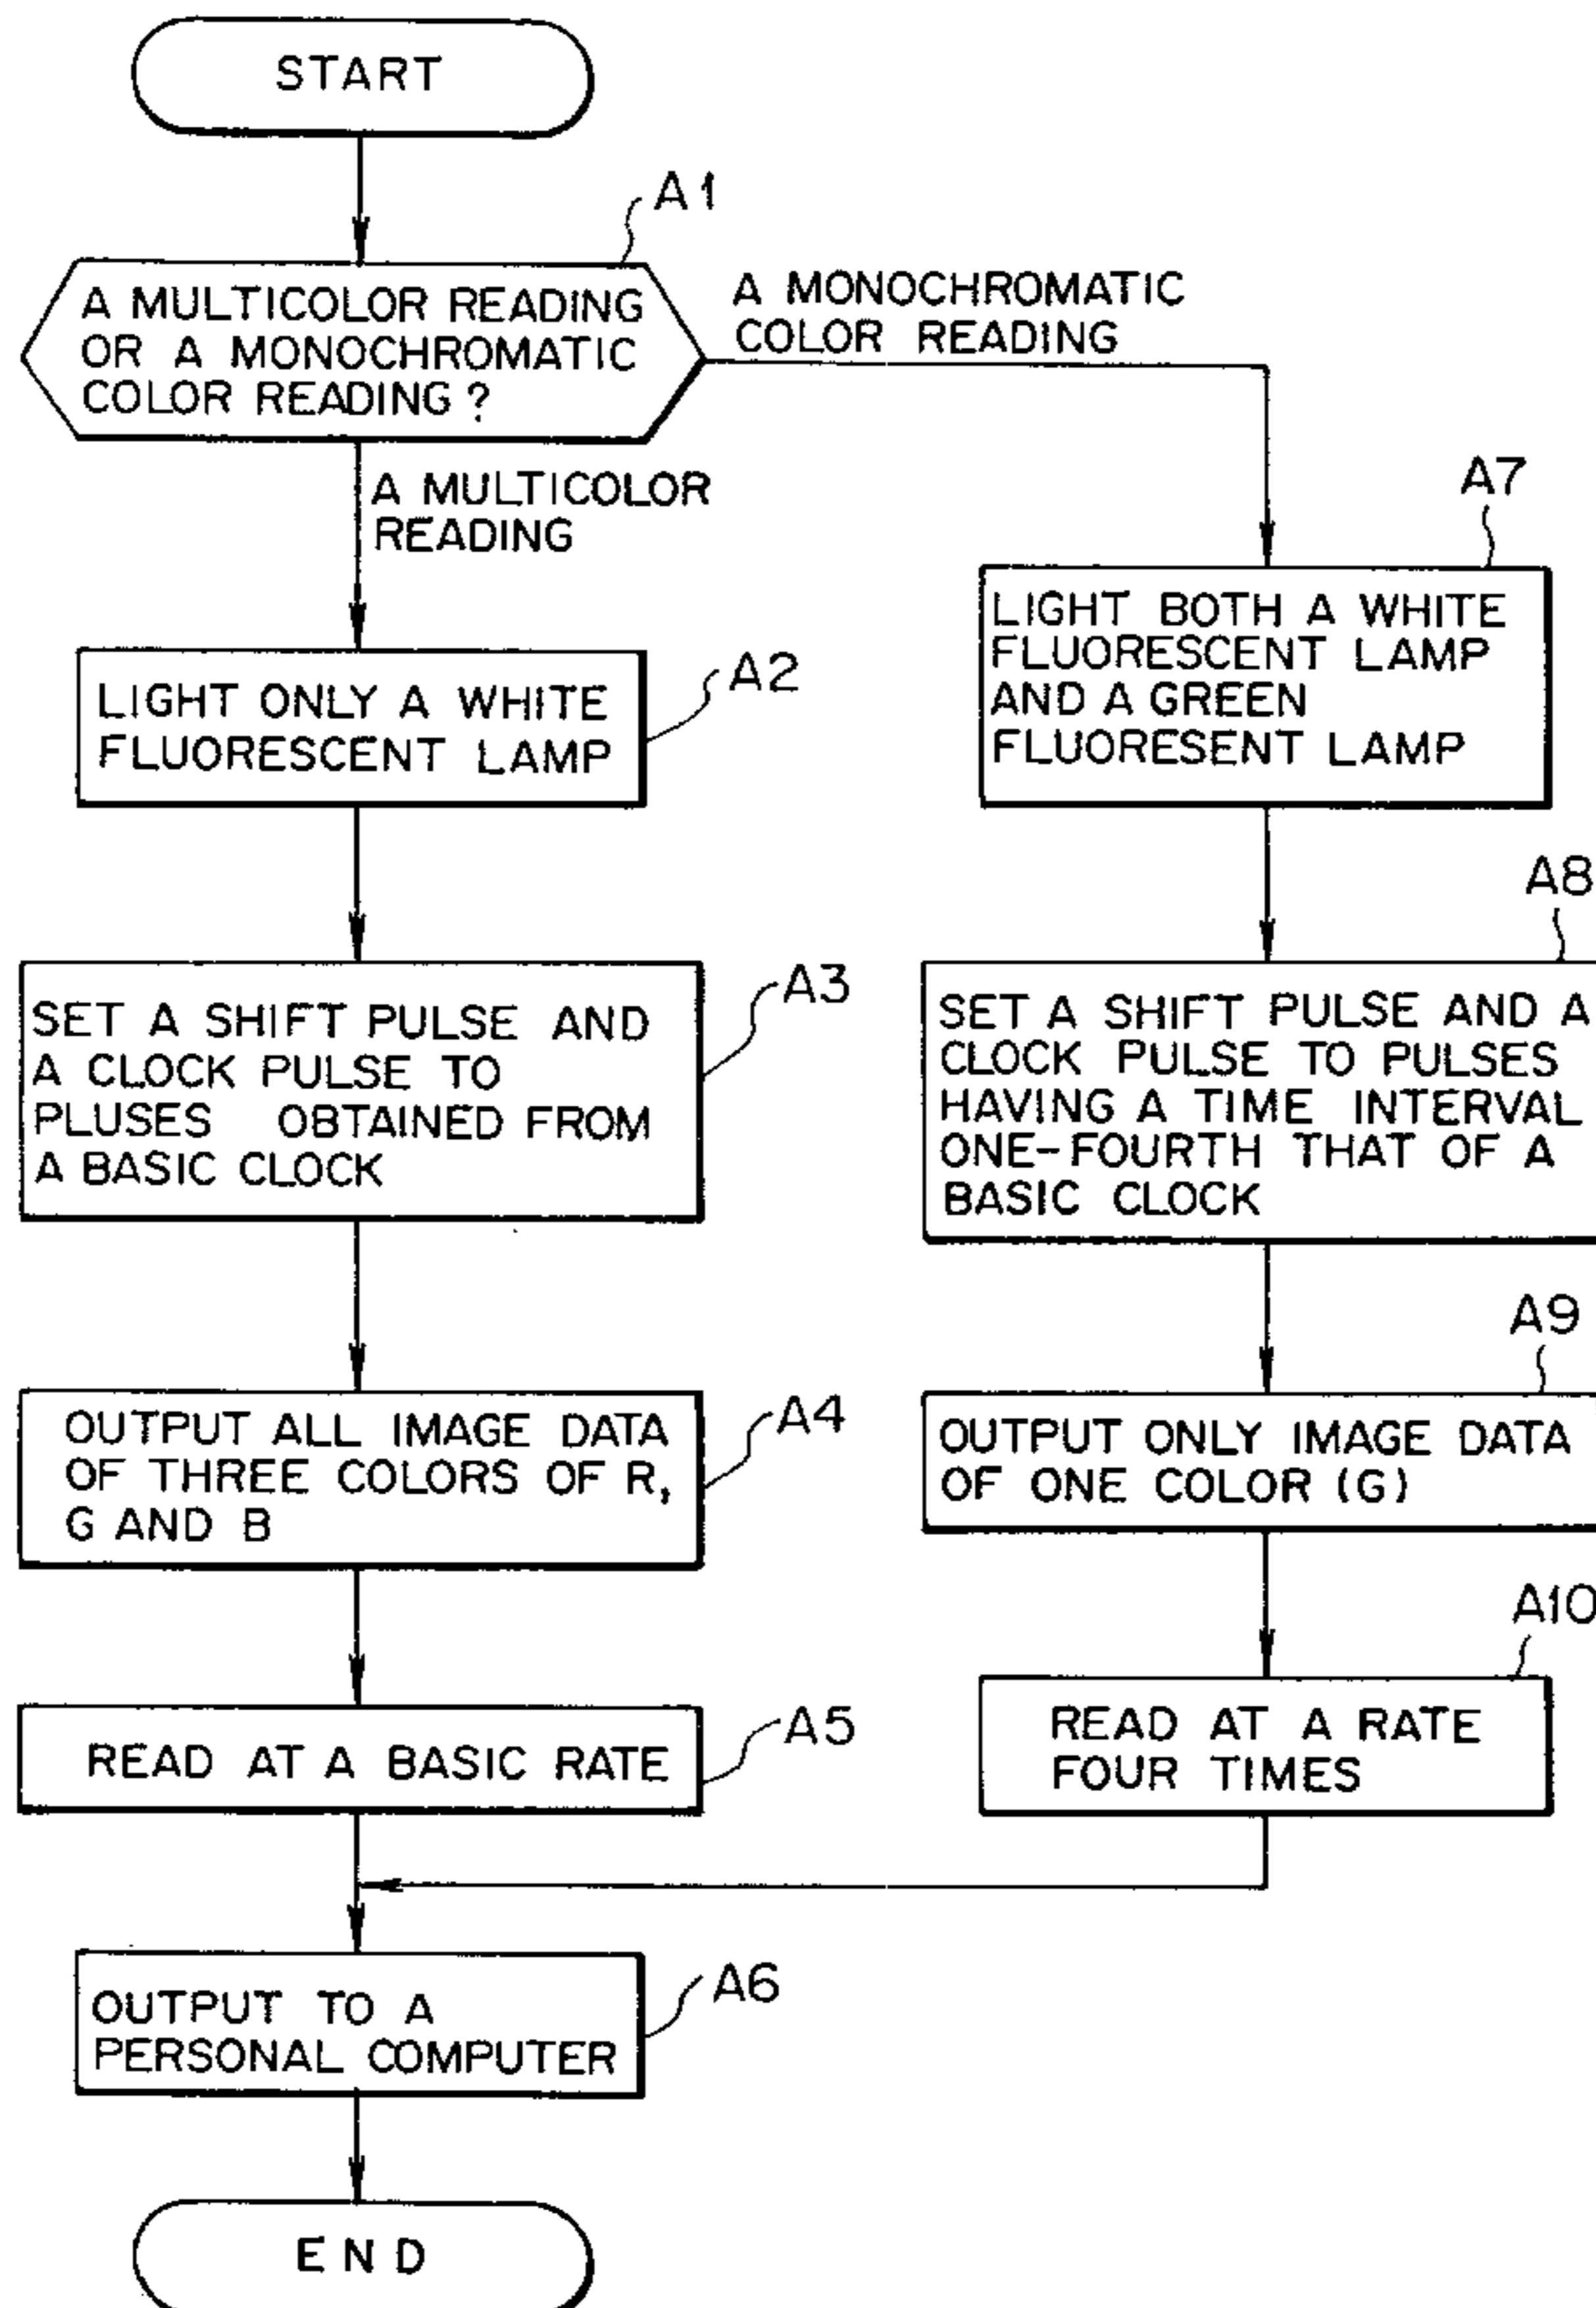 START
A1
A MULTICOLOR READING
OR A MONOCHROMATIC
COLOR READING?
A MONOCHROMATIC
COLOR READING
A MULTICOLOR
READING
A2
LIGHT ONLY A WHITE
FLUORESCENT LAMP
A3
SET A SHIFT PULSE AND
A CLOCK PULSE TO
PLUSES OBTAINED FROM
A BASIC CLOCK
A4
OUTPUT ALL IMAGE DATA
OF THREE COLORS OF R,
G AND B
A5
READ AT A BASIC RATE
A7
LIGHT BOTH A WHITE
FLUORESCENT LAMP
AND A GREEN
FLUORESENT LAMP
A8
SET A SHIFT PULSE AND A
CLOCK PULSE TO PULSES
HAVING A TIME INTERVAL
ONE-FOURTH THAT OF A
BASIC CLOCK
A9
OUTPUT ONLY IMAGE DATA
OF ONE COLOR (G)
A10
READ AT A RATE
FOUR TIMES
A6
OUTPUT TO A
PERSONAL COMPUTER
END